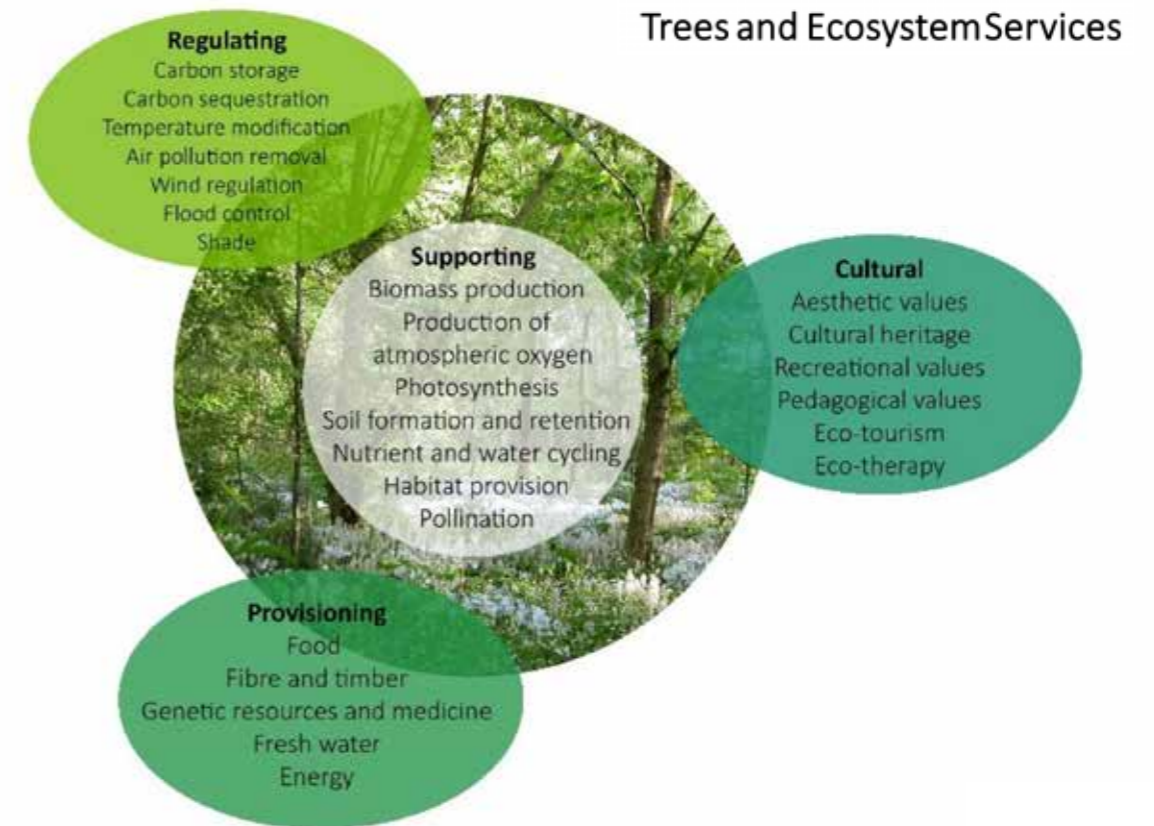 Trees and Ecosystem Services
Regulating
Carbon storage
Carbon sequestration
Temperature modification
Air pollution removal
Wind regulation
Flood control
Shade
Supporting
Biomass production
Production of
atmospheric oxygen
Photosynthesis
Soil formation and retention
Nutrient and water cycling
Habitat provision
Pollination
Cultural
Aesthetic values
Cultural heritage
Recreational values
Pedagogical values
Eco-tourism
Eco-therapy
Provisioning
Food
Fibre and timber
Genetic resources and medicine
Fresh water
Energy